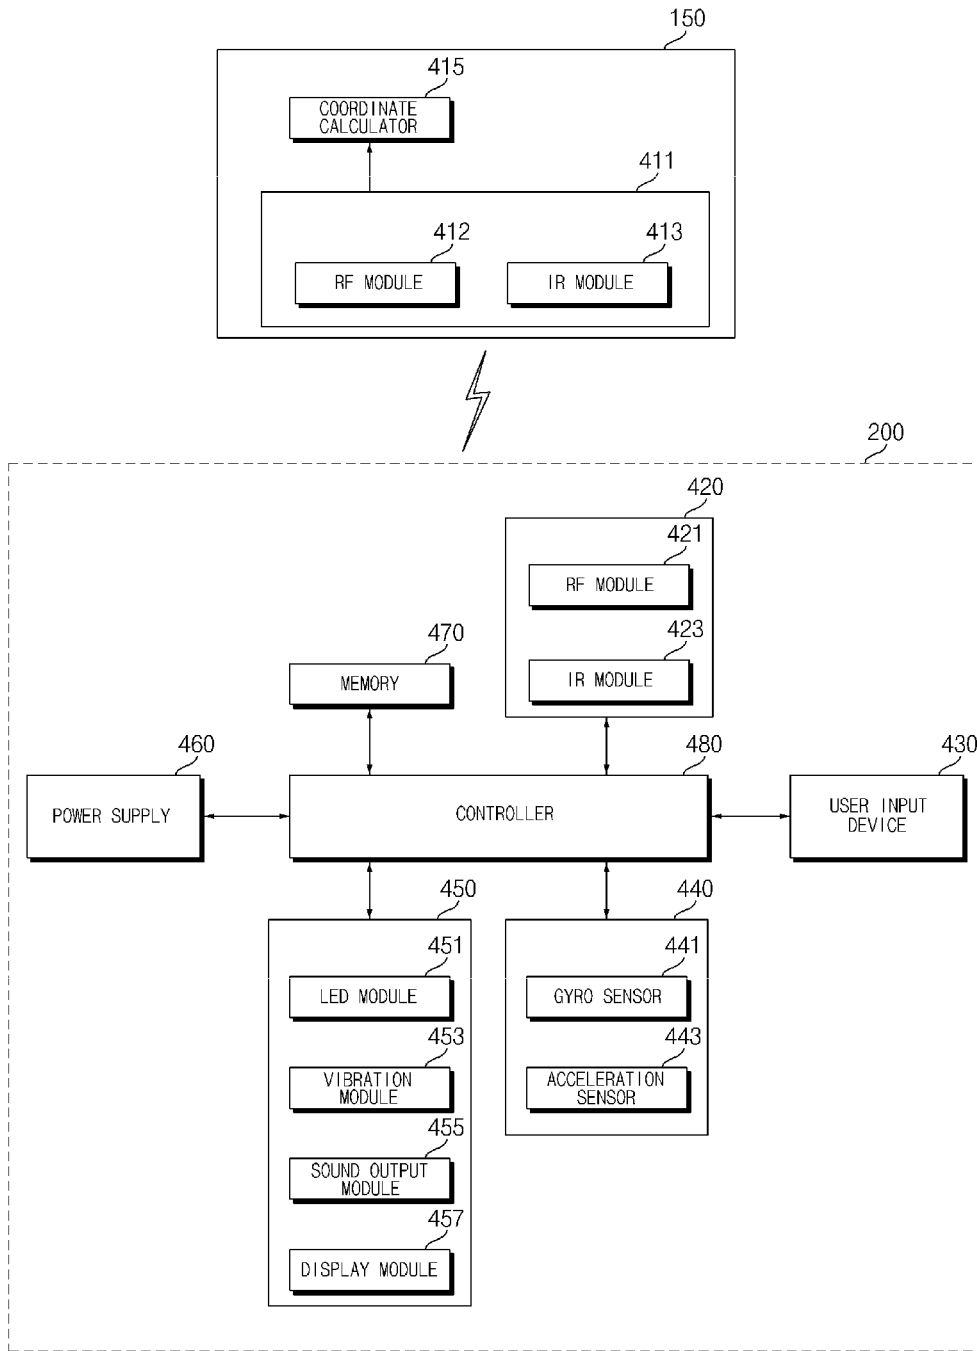 150
415
COORDINATE
CALCULATOR
411
412
413
RF MODULE
IR MODULE
200
420
421
RF MODULE
423
IR MODULE
470
MEMORY
460
480
430
POWER SUPPLY
CONTROLLER
USER INPUT
DEVICE
450
440
451
LED MODULE
441
GYRO SENSOR
453
VIBRATION
MODULE
443
ACCELERATION
SENSOR
455
SOUND OUTPUT
MODULE
457
DISPLAY MODULE